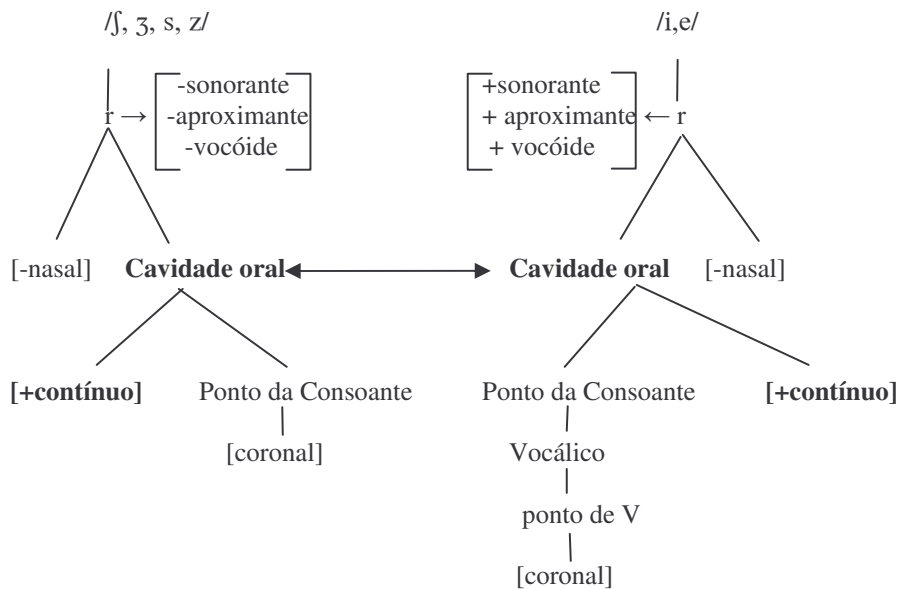 /ʃ, ʒ, s, z/ /i,e/
-sonorante +sonorante
r → -aproximante + aproximante ← r
-vocóide + vocóide
[-nasal] Cavidade oral Cavidade oral [-nasal]
[+contínuo] Ponto da Consoante Ponto da Consoante [+contínuo]
[coronal] Vocálico
ponto de V
[coronal]